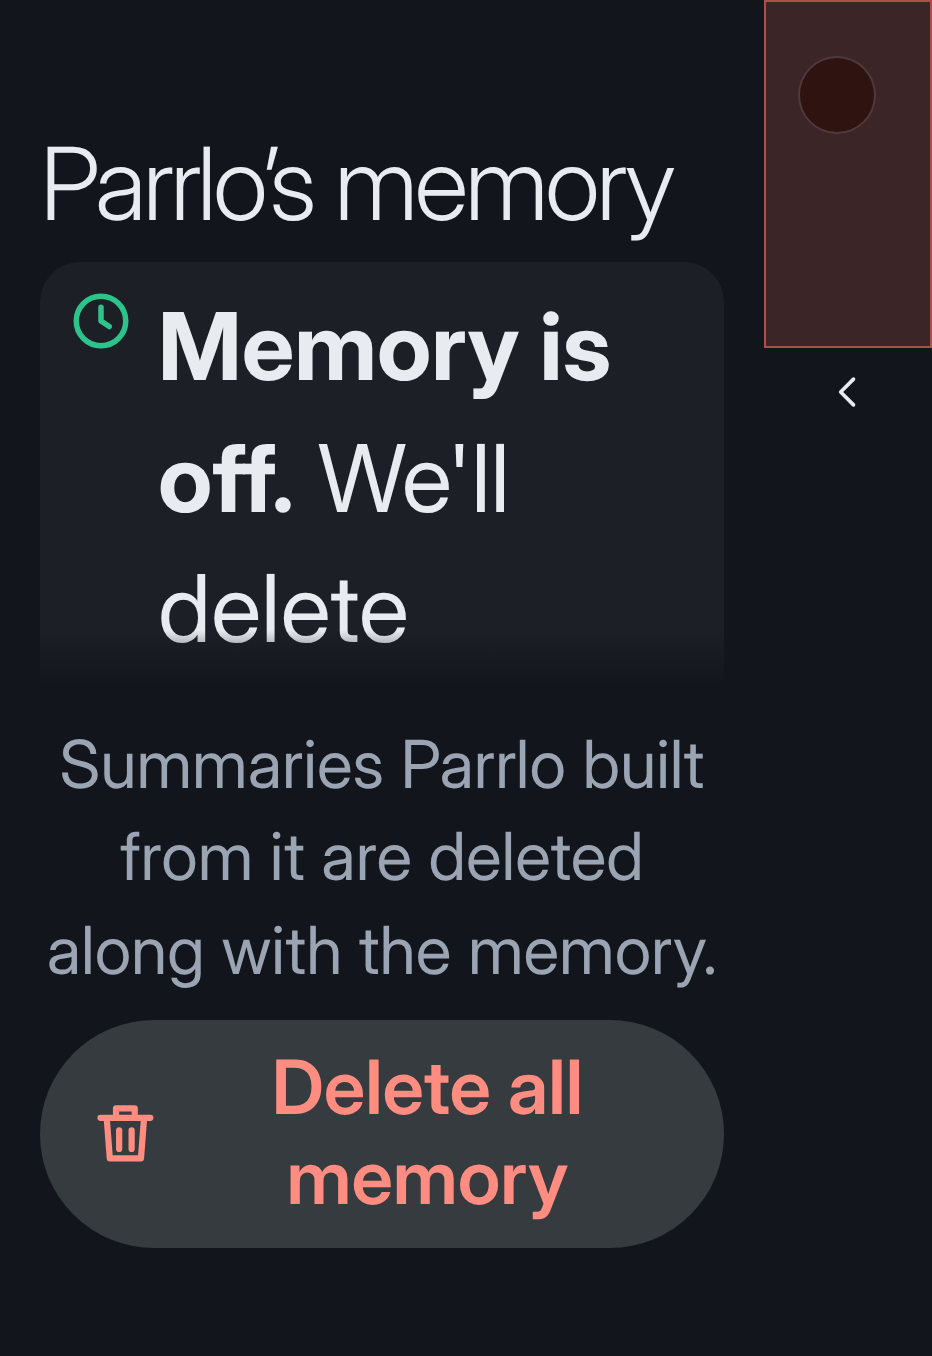 Parrlo’s memory
Memory is
off. We'll
delete
Summaries Parrlo built
from it are deleted
along with the memory.
Delete all
memory